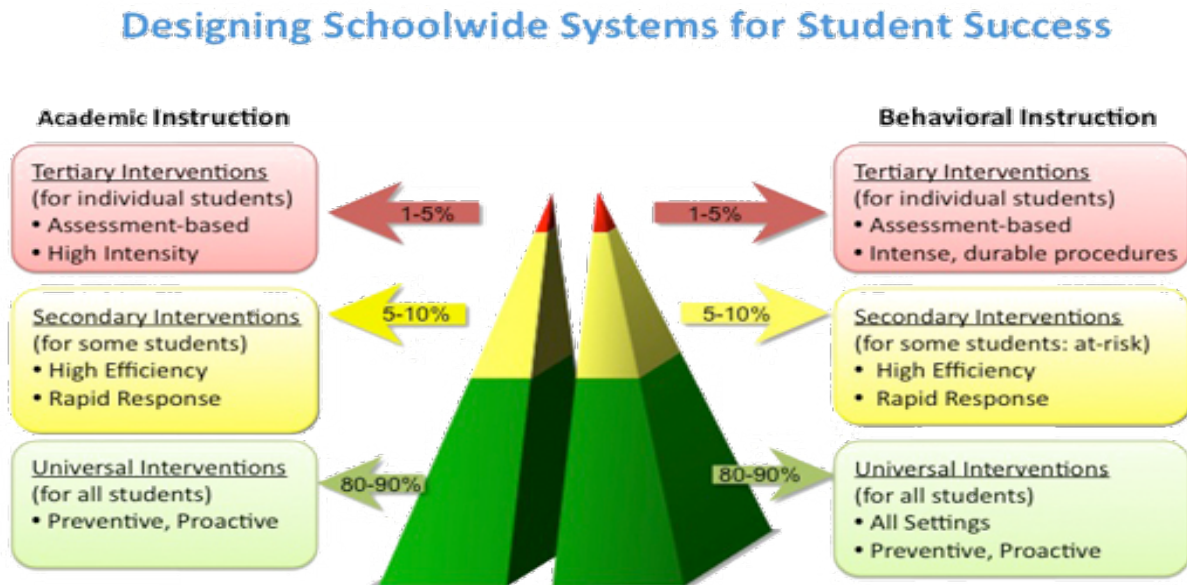 Designing Schoolwide Systems for Student Success
Academic Instruction
Tertiary Interventions
(for individual students)
• Assessment-based
• High Intensity
1-5%
Secondary Interventions
(for some students)
• High Efficiency
• Rapid Response
5-10%
Universal Interventions
(for all students)
• Preventive, Proactive
80-90%
Behavioral Instruction
1-5%
Tertiary Interventions
(for individual students)
• Assessment-based
• Intense, durable procedures
5-10%
Secondary Interventions
(for some students: at-risk)
• High Efficiency
• Rapid Response
80-90%
Universal Interventions
(for all students)
• All Settings
• Preventive, Proactive